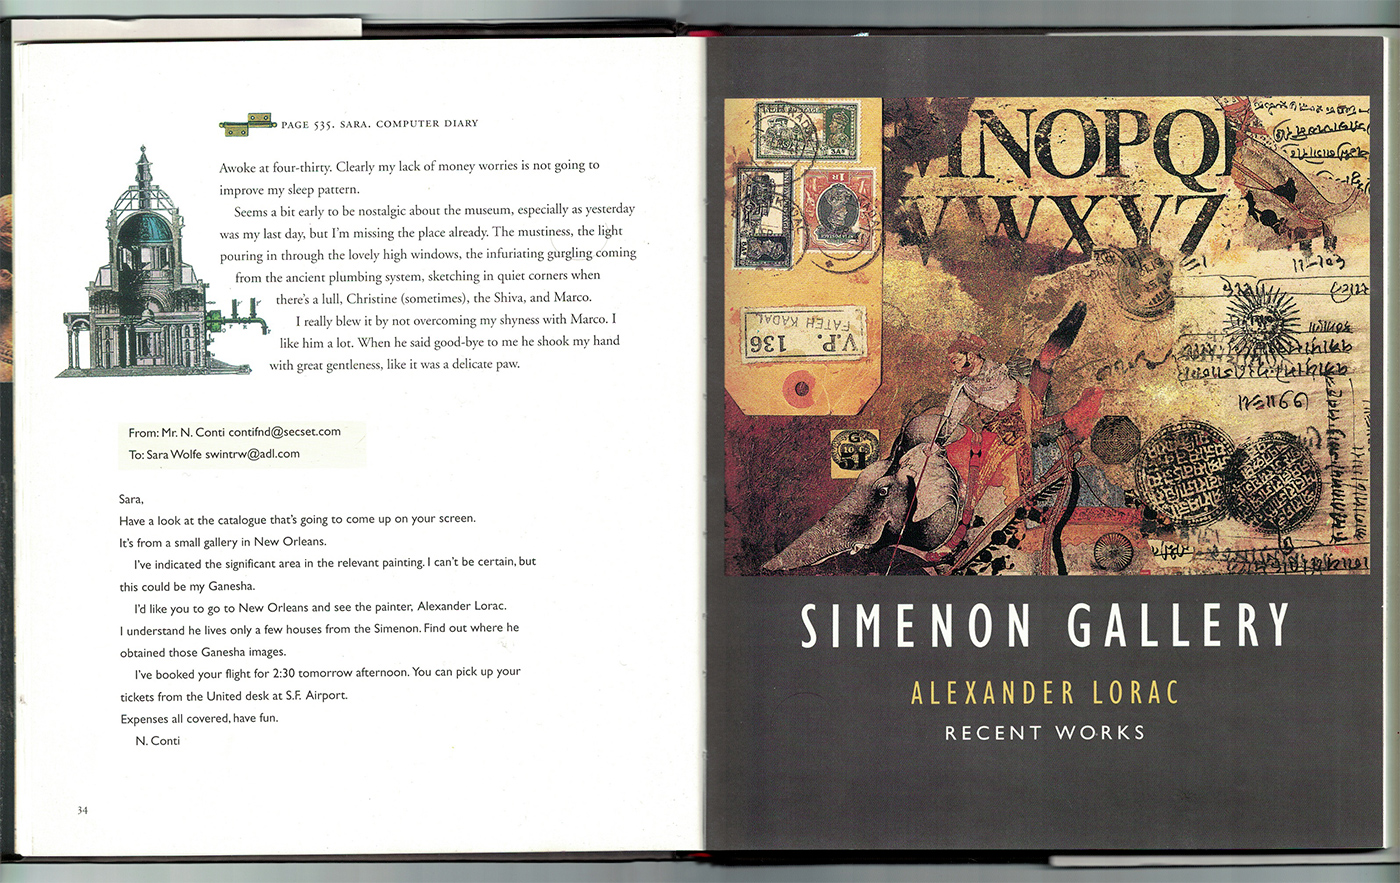 PAGE 535. SARA. COMPUTER DIARY
Awoke at four-thirty. Clearly my lack of money worries is not going to
improve my sleep pattern.
Seems a bit early to be nostalgic about the museum, especially as yesterday
was my last day, but I'm missing the place already. The mustiness, the light
pouring in through the lovely high windows, the infuriating gurgling coming
from the ancient plumbing system, sketching in quiet corners when
there's a lull, Christine (sometimes), the Shiva, and Marco.
I really blew it by not overcoming my shyness with Marco. I
like him a lot. When he said good-bye to me he shook my hand
with great gentleness, like it was a delicate paw.
From: Mr. N. Conti contifnd@secset.com
To: Sara Wolfe swintrw@adl.com
Sara,
Have a look at the catalogue that's going to come up on your screen.
It's from a small gallery in New Orleans.
I've indicated the significant area in the relevant painting. I can't be certain, but
this could be my Ganesha.
I'd like you to go to New Orleans and see the painter, Alexander Lorac.
I understand he lives only a few houses from the Simenon. Find out where he
obtained those Ganesha images.
I've booked your flight for 2:30 tomorrow afternoon. You can pick up your
tickets from the United desk at S.F. Airport.
Expenses all covered, have fun.
N. Conti
34
NOPQ
WXYZ
V.P. 136
FATEH KADAL
SIMENON GALLERY
ALEXANDER LORAC
RECENT WORKS